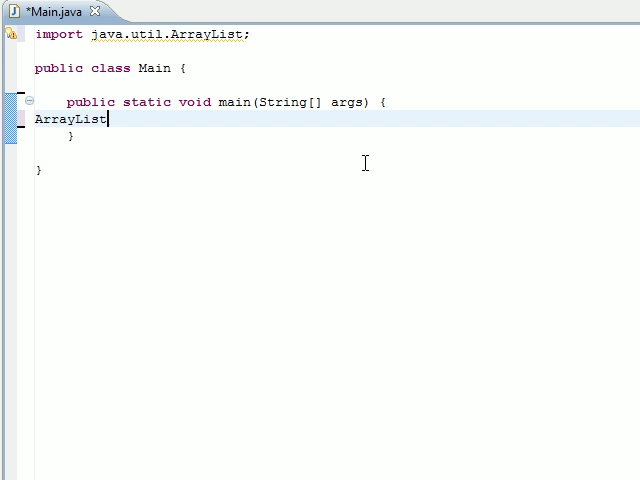 *Main.java
import java.util.ArrayList;
public class Main {
public static void main(String[] args) {
ArrayList
}
}